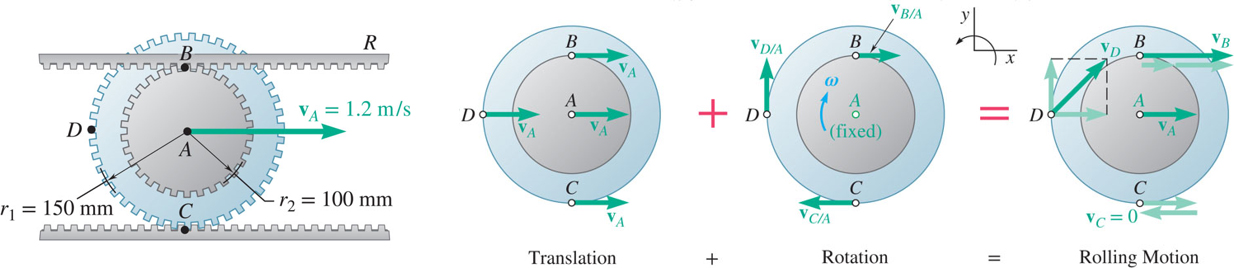 R
B
v_A = 1.2 m/s
D
A
r_1 = 150 mm
r_2 = 100 mm
C
B
v_A
D
v_A
A
v_A
C
v_A
Translation
+
v_B/A
v_D/A
B
ω
A
(fixed)
D
C
v_C/A
Rotation
y
x
=
v_D
B
v_B
A
v_A
D
C
v_C = 0
=
Rolling Motion